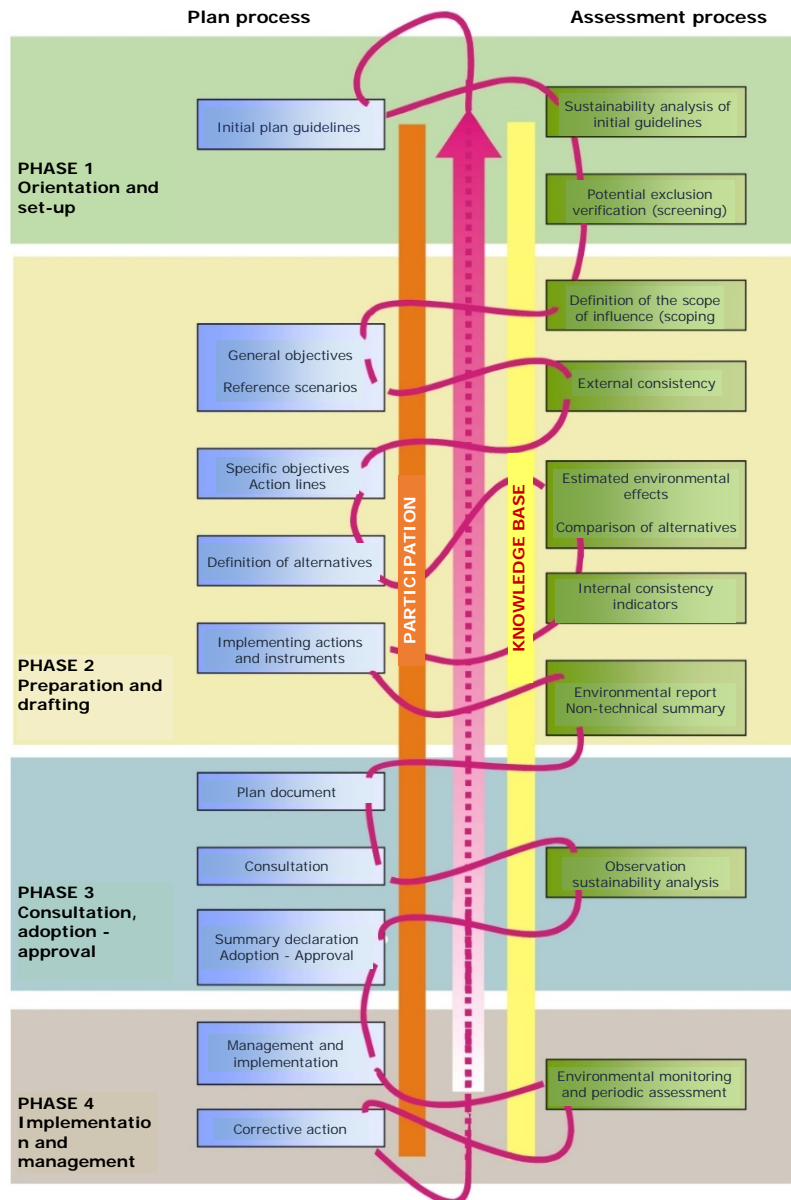 Plan process
Assessment process
PHASE 1
Orientation and
set-up
Initial plan guidelines
Sustainability analysis of
initial guidelines
Potential exclusion
verification (screening)
PHASE 2
Preparation and
drafting
Definition of the scope
of influence (scoping
General objectives
Reference scenarios
External consistency
Specific objectives
Action lines
Estimated environmental
effects
Comparison of alternatives
Definition of alternatives
Internal consistency
indicators
Implementing actions
and instruments
Environmental report
Non-technical summary
PARTICIPATION
KNOWLEDGE BASE
PHASE 3
Consultation,
adoption -
approval
Plan document
Consultation
Observation
sustainability analysis
Summary declaration
Adoption - Approval
PHASE 4
Implementatio
n and
management
Management and
implementation
Environmental monitoring
and periodic assessment
Corrective action